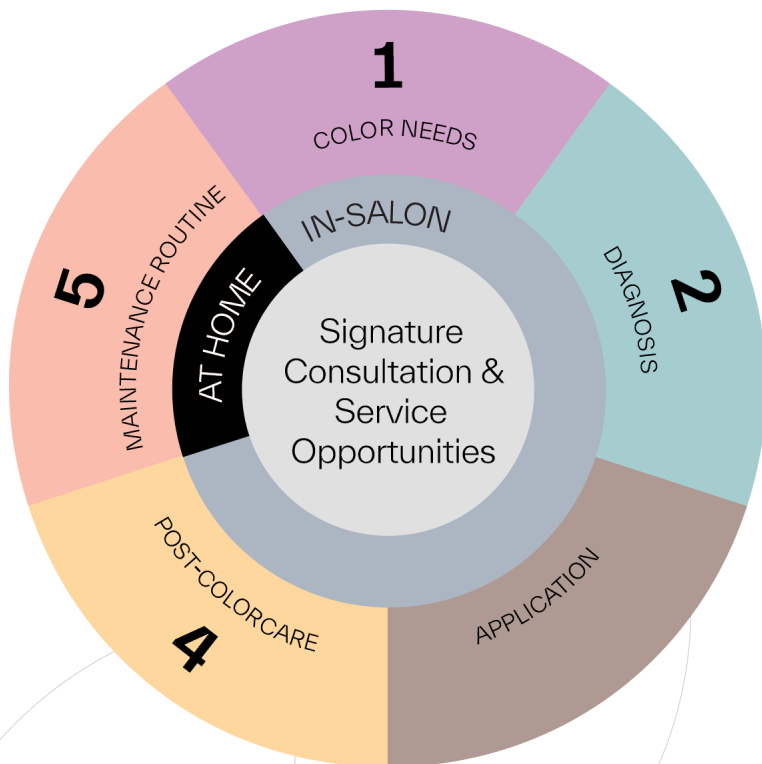 1
COLOR NEEDS
2
DIAGNOSIS
APPLICATION
4
POST-COLORCARE
5
MAINTENANCE ROUTINE
IN-SALON
AT HOME
Signature
Consultation &
Service
Opportunities